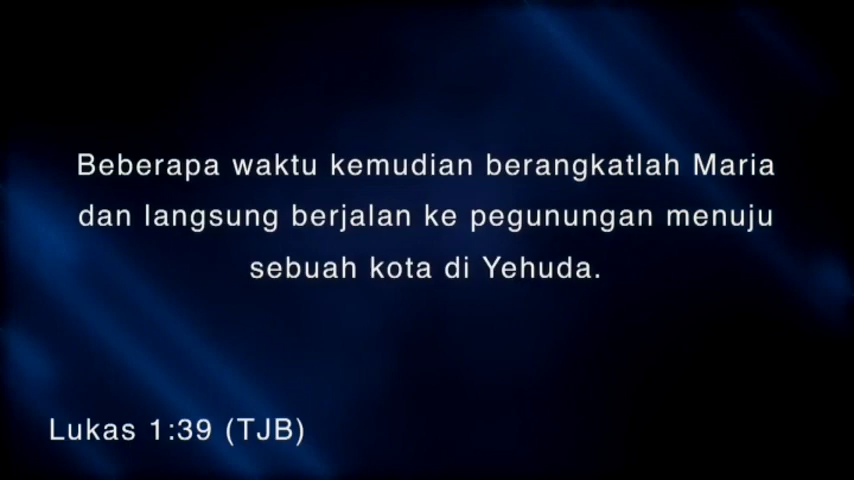 Beberapa waktu kemudian berangkatlah Maria
dan langsung berjalan ke pegunungan menuju
sebuah kota di Yehuda.
Lukas 1:39 (TJB)